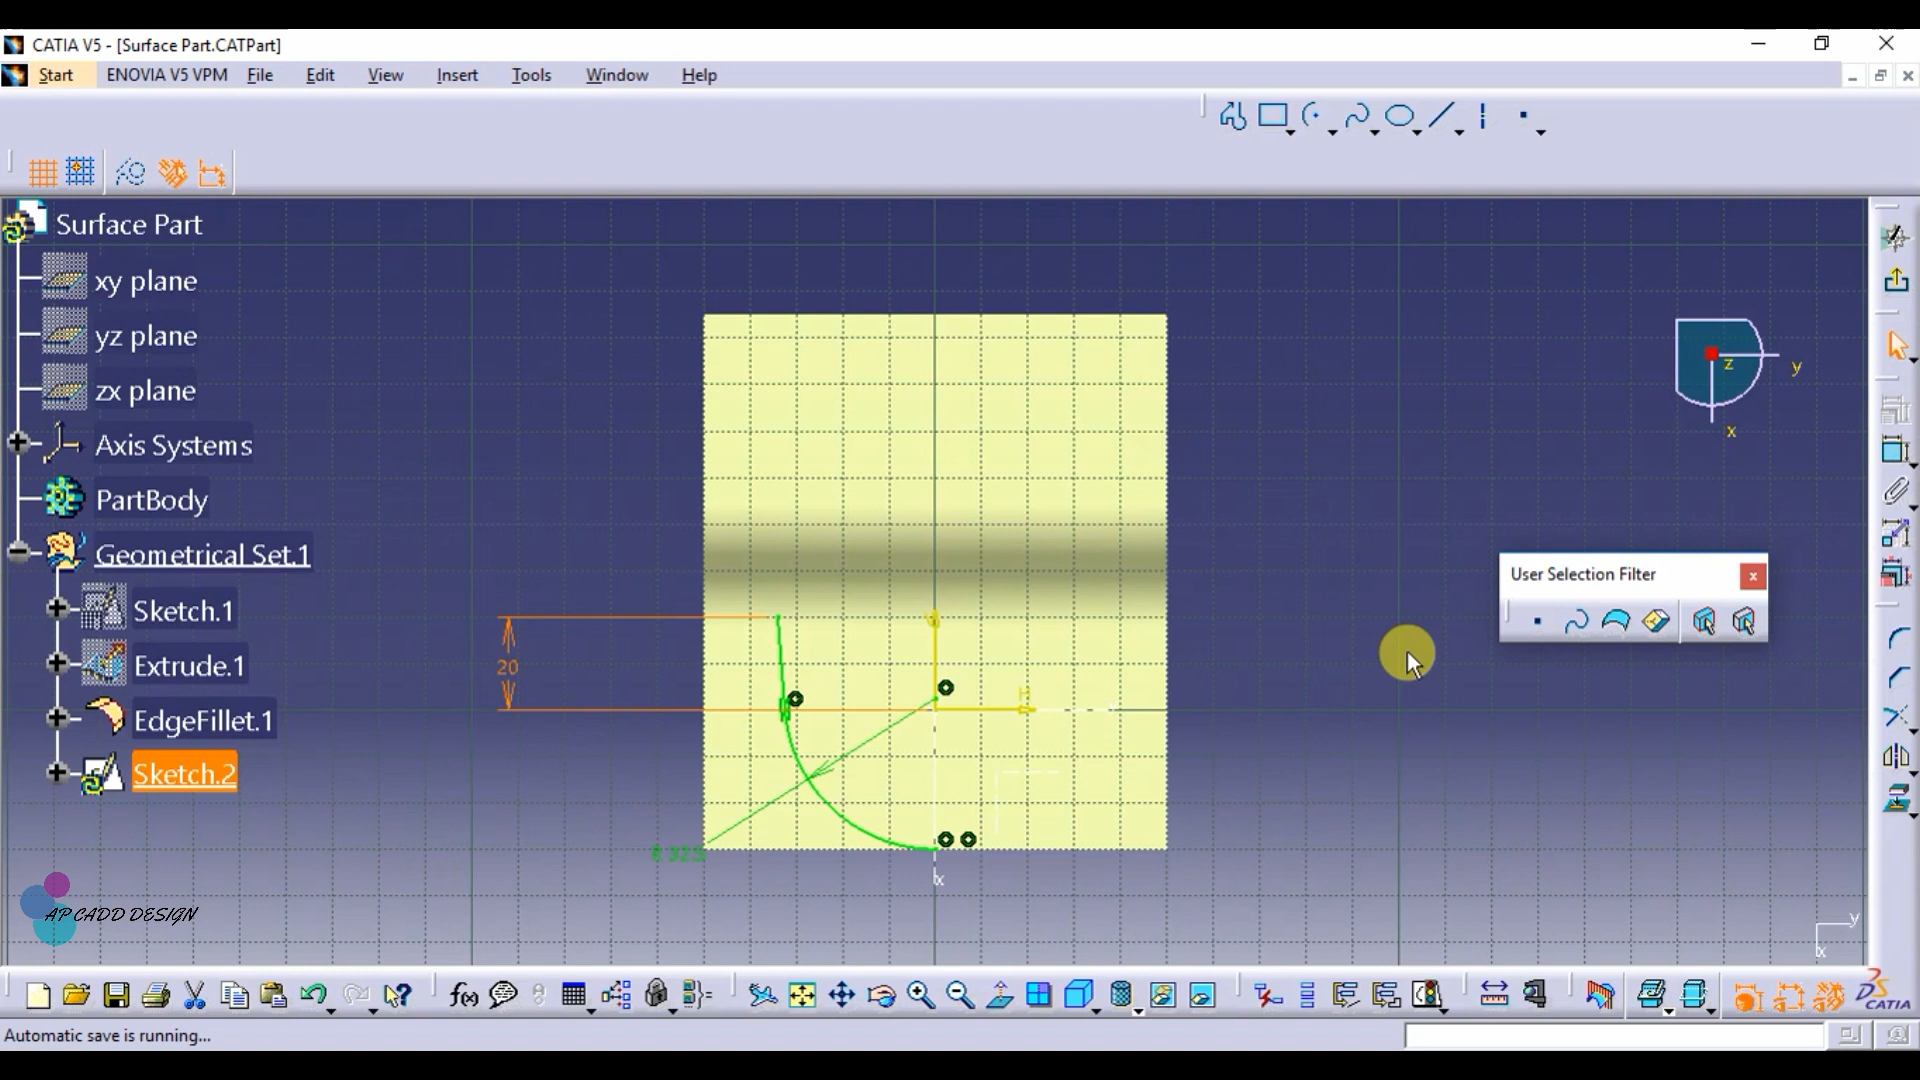 CATIA V5 - [Surface Part.CATPart]
Start ENOVIA V5 VPM File Edit View Insert Tools Window Help
Surface Part
xy plane
yz plane
zx plane
Axis Systems
PartBody
Geometrical Set.1
Sketch.1
Extrude.1
EdgeFillet.1
Sketch.2
20
H
x
z
y
x
User Selection Filter
y
x
AP CADD DESIGN
f(x)
CATIA
Automatic save is running...